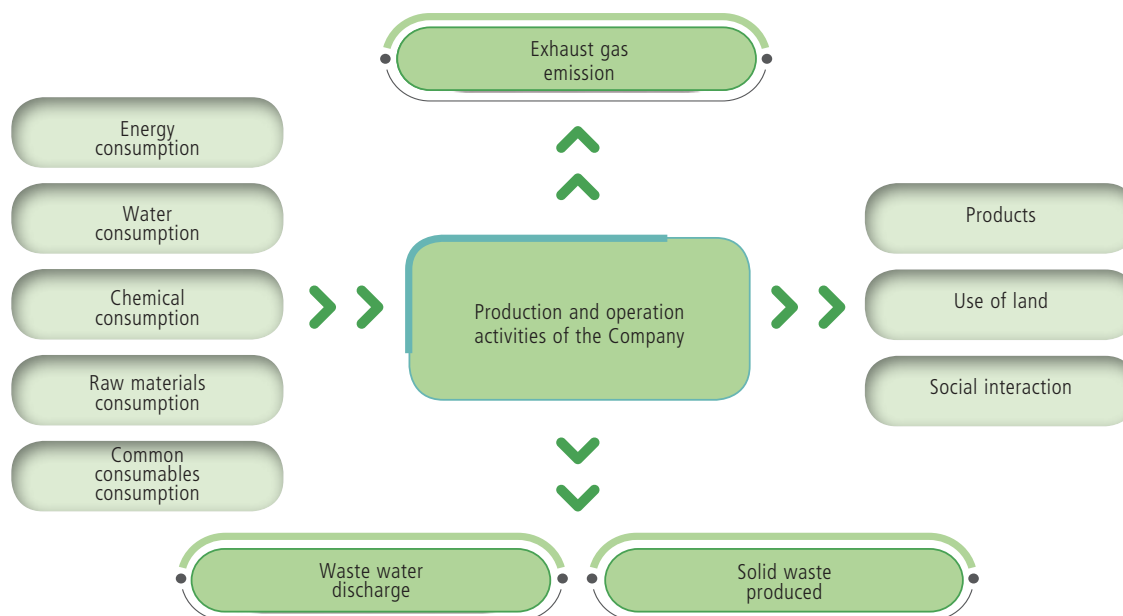 Exhaust gas
emission
Energy
consumption
Water
consumption
Chemical
consumption
Raw materials
consumption
Common
consumables
consumption
Production and operation
activities of the Company
Products
Use of land
Social interaction
Waste water
discharge
Solid waste
produced